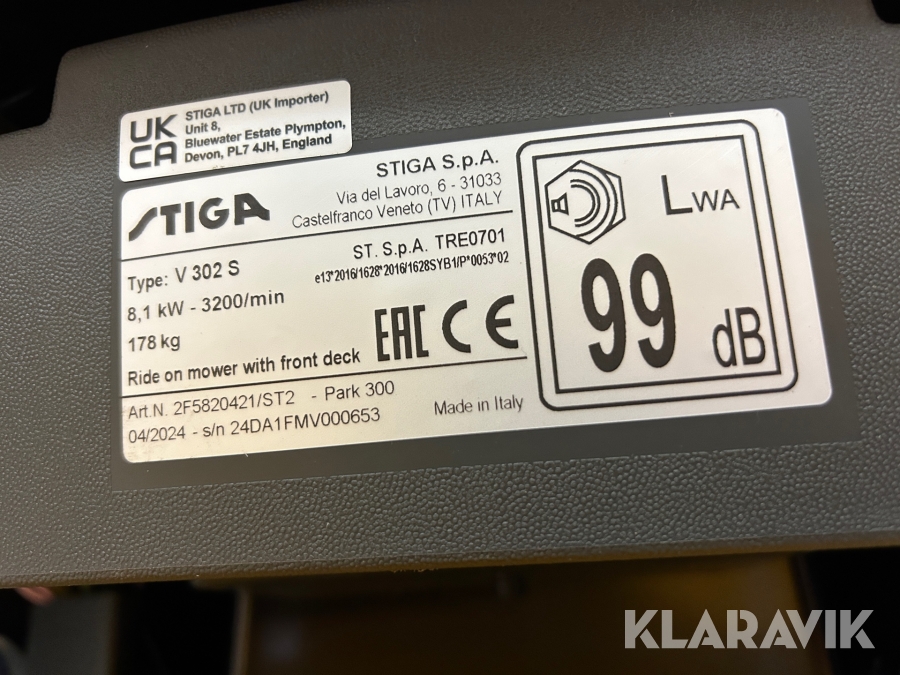 UK
CA
STIGA LTD (UK Importer)
Unit 8,
Bluewater Estate Plympton,
Devon, PL7 4JH, England
STIGA
STIGA S.p.A.
Via del Lavoro, 6 - 31033
Castelfranco Veneto (TV) ITALY
Type: V 302 S
8,1 kW - 3200/min
178 kg
Ride on mower with front deck
ST. S.p.A. TRE0701
e13*2016/1628*2016/1628SYB1/P*0053*02
EAC CE
Art.N. 2F5820421/ST2 - Park 300
04/2024 - s/n 24DA1FMV000653
Made in Italy
LWA
99 dB
KLARAVIK